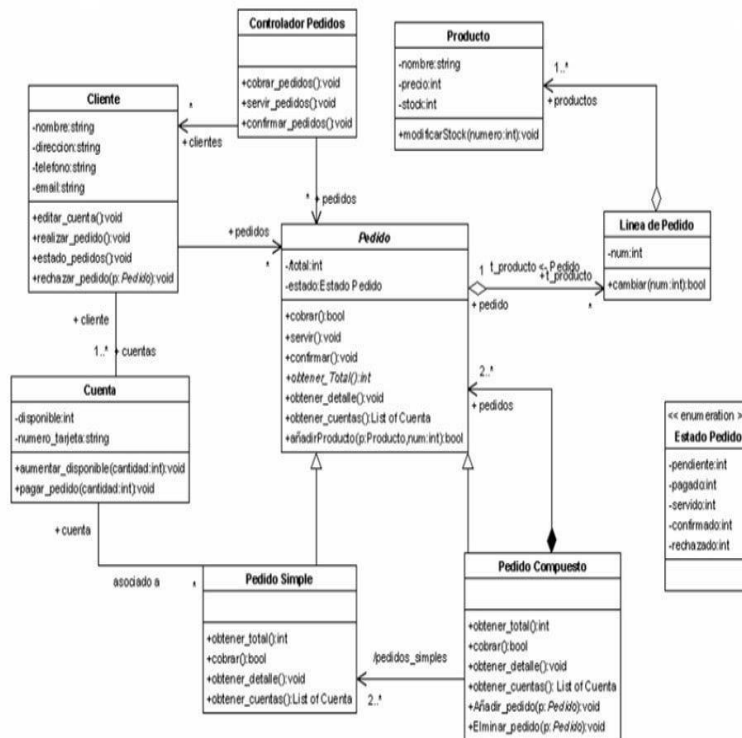 Controlador Pedidos
+cobrar_pedidos():void
+servir_pedidos():void
+confirmar_pedidos():void
Producto
-nombre:string
-precio:int
-stock:int
+modificarStock(numero:int):void
1..*
+ productos
Cliente
-nombre:string
-direccion:string
-telefono:string
-email:string
+editar_cuenta():void
+realizar_pedido():void
+estado_pedidos():void
+rechazar_pedido(p:Pedido):void
*
+ clientes
* + pedidos
+ pedidos
*
Pedido
-/total:int
-estado:Estado Pedido
+cobrar():bool
+servir():void
+confirmar():void
+obtener_Total():int
+obtener_detalle():void
+obtener_cuentas():List of Cuenta
+añadirProducto(p:Producto,num:int):bool
1
t_producto < Pedido
+t_producto
+ pedido
*
Linea de Pedido
-num:int
+cambiar(num:int):bool
+ cliente
1..* + cuentas
Cuenta
-disponible:int
-numero_tarjeta:string
+aumentar_disponible(cantidad:int):void
+pagar_pedido(cantidad:int):void
2..*
+ pedidos
<< enumeration >
Estado Pedido
-pendiente:int
-pagado:int
-servido:int
-confirmado:int
-rechazado:int
+ cuenta
asociado a
*
Pedido Simple
+obtener_total():int
+cobrar():bool
+obtener_detalle():void
+obtener_cuentas():List of Cuenta
/pedidos_simples
2..*
Pedido Compuesto
+obtener_total():int
+cobrar():bool
+obtener_detalle():void
+obtener_cuentas(): List of Cuenta
+Añadir_pedido(p: Pedido):void
+Elminar_pedido(p: Pedido):void